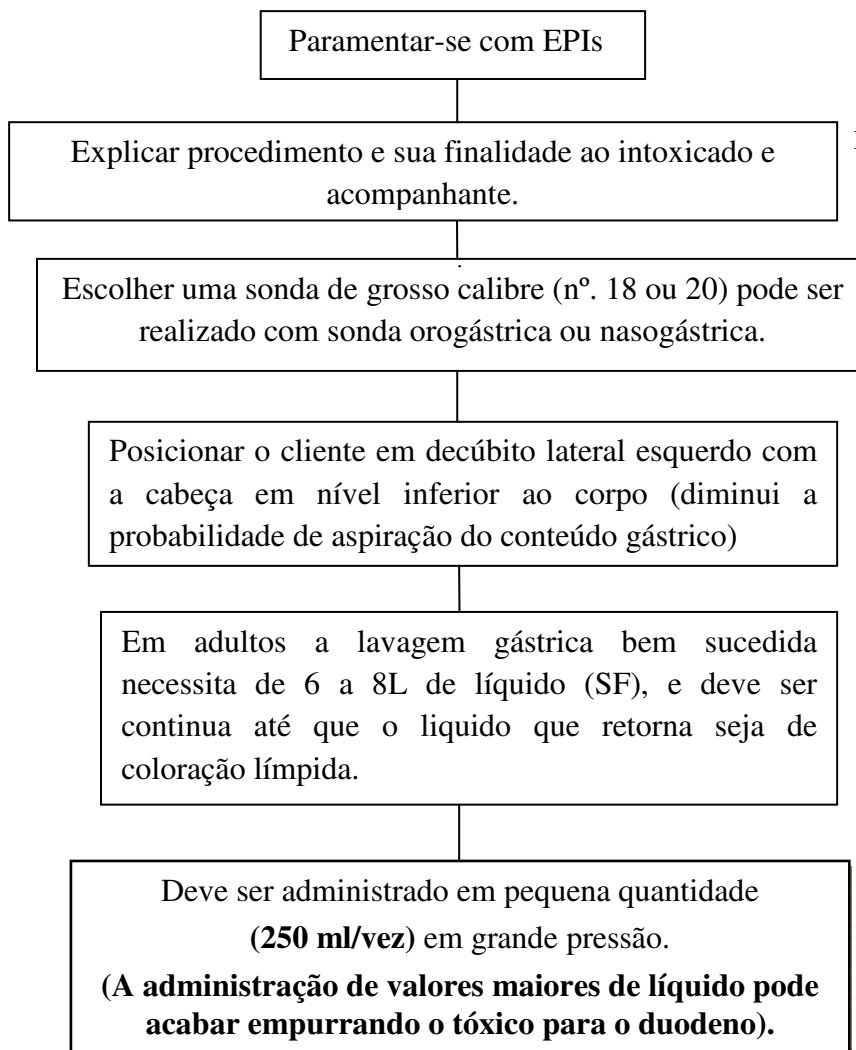 Paramentar-se com EPIs
Explicar procedimento e sua finalidade ao intoxicado e
acompanhante.
Escolher uma sonda de grosso calibre (nº. 18 ou 20) pode ser
realizado com sonda orogástrica ou nasogástrica.
Posicionar o cliente em decúbito lateral esquerdo com
a cabeça em nível inferior ao corpo (diminui a
probabilidade de aspiração do conteúdo gástrico)
Em adultos a lavagem gástrica bem sucedida
necessita de 6 a 8L de líquido (SF), e deve ser
continua até que o liquido que retorna seja de
coloração límpida.
Deve ser administrado em pequena quantidade
(250 ml/vez) em grande pressão.
(A administração de valores maiores de líquido pode
acabar empurrando o tóxico para o duodeno).